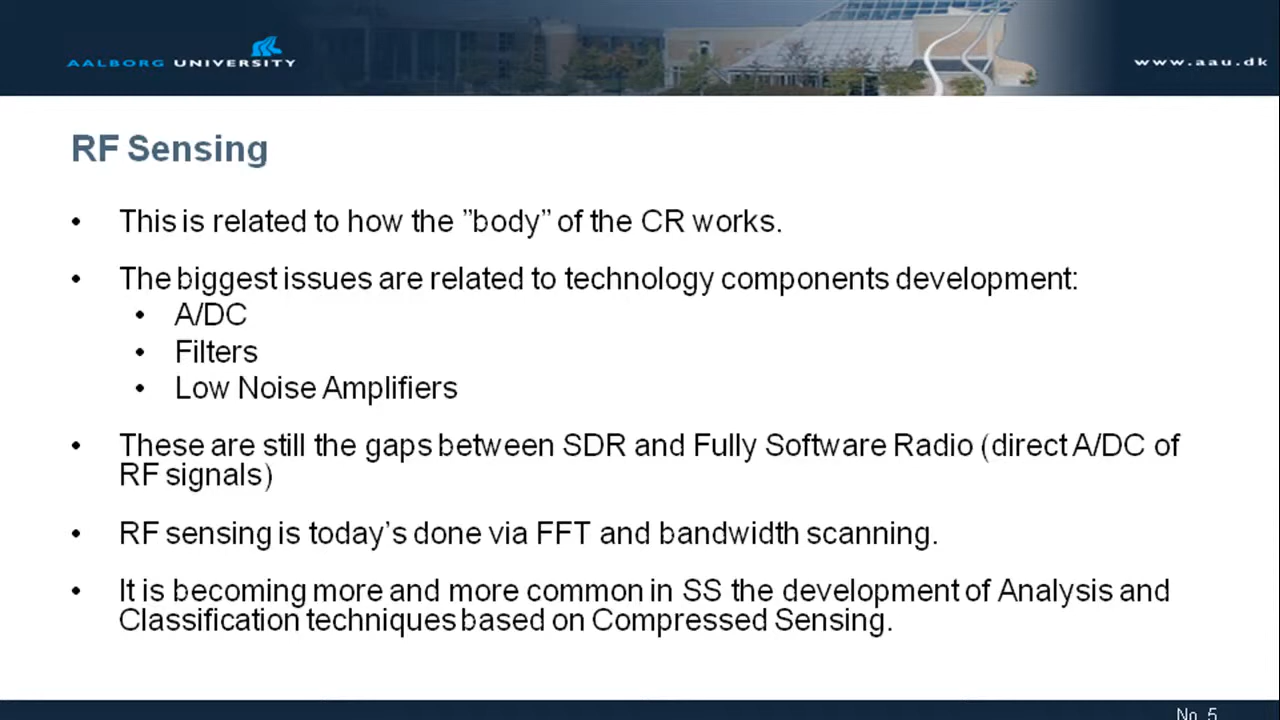 AALBORG UNIVERSITY
www.aau.dk
RF Sensing
• This is related to how the ”body” of the CR works.
• The biggest issues are related to technology components development:
• A/DC
• Filters
• Low Noise Amplifiers
• These are still the gaps between SDR and Fully Software Radio (direct A/DC of
RF signals)
• RF sensing is today’s done via FFT and bandwidth scanning.
• It is becoming more and more common in SS the development of Analysis and
Classification techniques based on Compressed Sensing.
No. 5